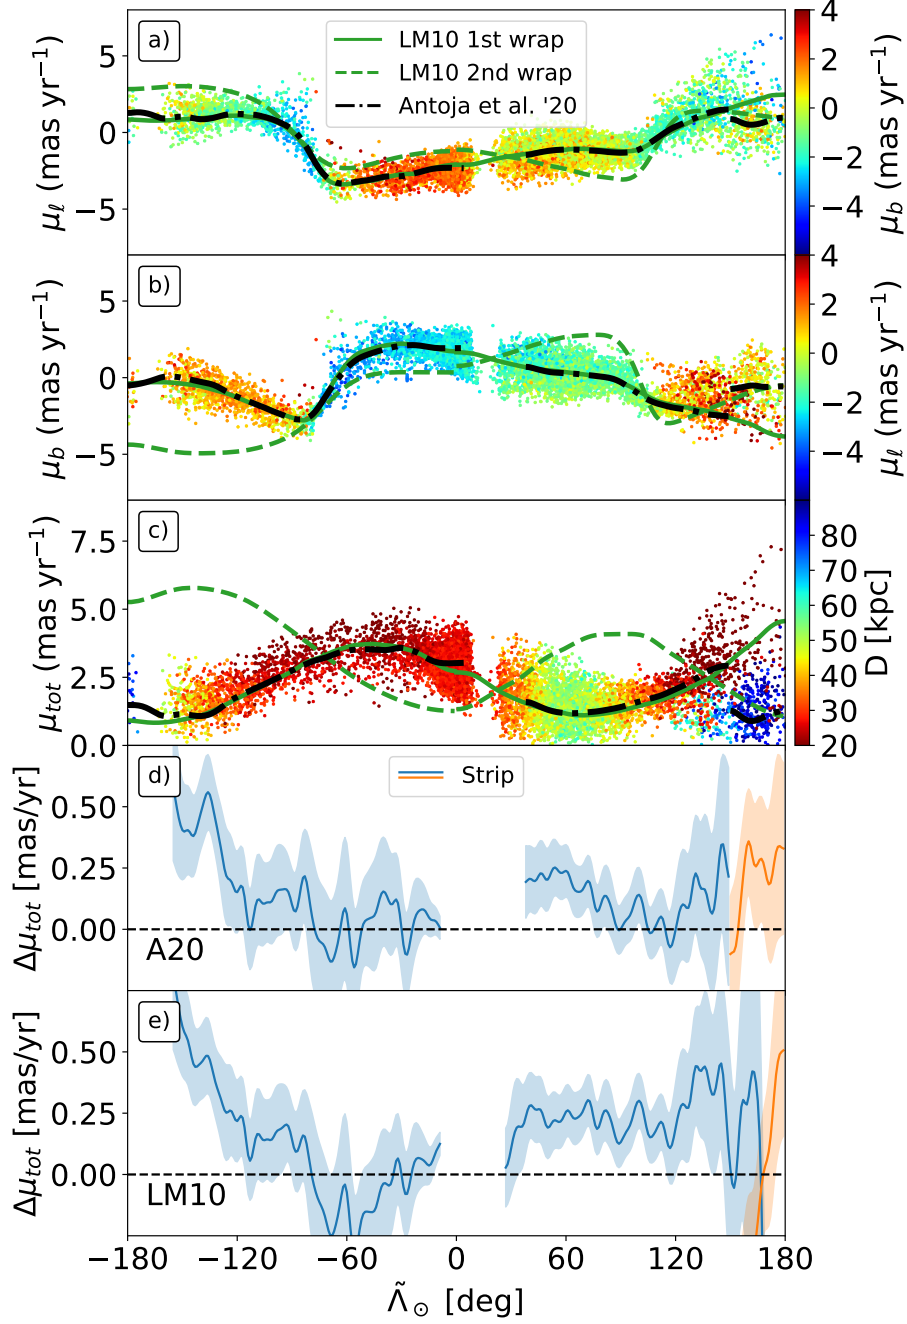 a)
LM10 1st wrap
LM10 2nd wrap
Antoja et al. '20
5
0
−5
μℓ (mas yr⁻¹)
4
2
0
−2
−4
μb (mas yr⁻¹)
b)
5
0
−5
μb (mas yr⁻¹)
4
2
0
−2
−4
μℓ (mas yr⁻¹)
c)
7.5
5.0
2.5
0.0
μtot (mas yr⁻¹)
80
70
60
50
40
30
20
D [kpc]
d)
Strip
0.50
0.25
0.00
Δμtot [mas/yr]
A20
e)
0.50
0.25
0.00
Δμtot [mas/yr]
LM10
−180 −120 −60 0 60 120 180
Λ̃⊙ [deg]